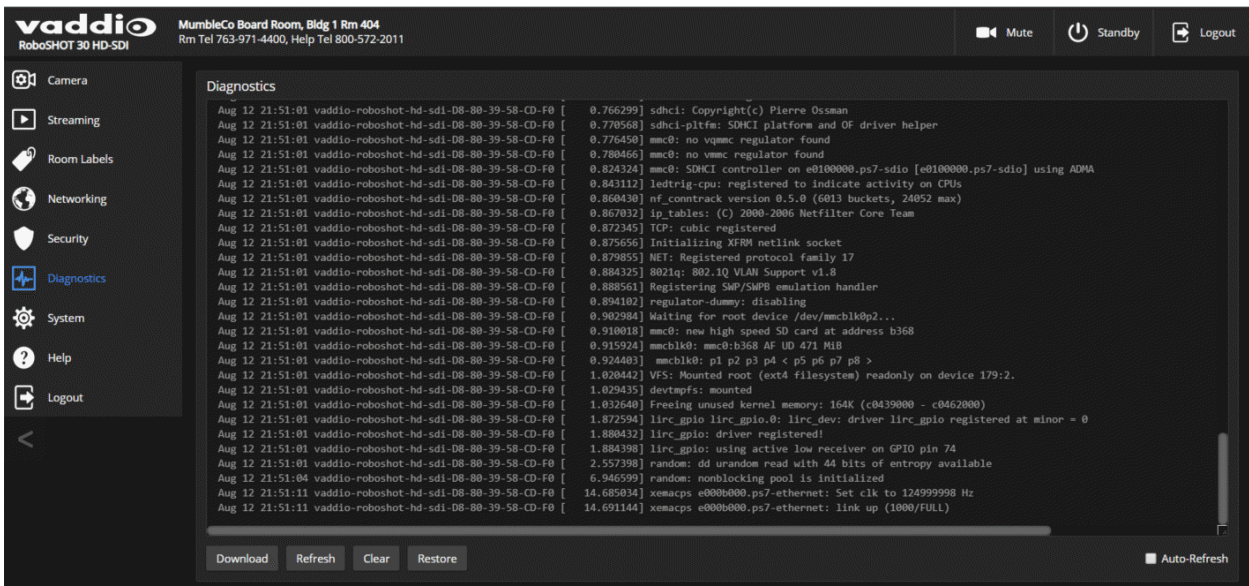 vaddio
RoboSHOT 30 HD-SDI
MumbleCo Board Room, Bldg 1 Rm 404
Rm Tel 763-971-4400, Help Tel 800-572-2011
Mute
Standby
Logout
Camera
Streaming
Room Labels
Networking
Security
Diagnostics
System
Help
Logout
<
Diagnostics
Aug 12 21:51:01 vaddio-roboshot-hd-sdi-D8-80-39-58-CD-F0 [ 0.766299] sdhci: Copyright(c) Pierre Ossman
Aug 12 21:51:01 vaddio-roboshot-hd-sdi-D8-80-39-58-CD-F0 [ 0.770568] sdhci-pltfm: SDHCI platform and OF driver helper
Aug 12 21:51:01 vaddio-roboshot-hd-sdi-D8-80-39-58-CD-F0 [ 0.776450] mmc0: no vqmmc regulator found
Aug 12 21:51:01 vaddio-roboshot-hd-sdi-D8-80-39-58-CD-F0 [ 0.780466] mmc0: no vmmc regulator found
Aug 12 21:51:01 vaddio-roboshot-hd-sdi-D8-80-39-58-CD-F0 [ 0.824324] mmc0: SDHCI controller on e0100000.ps7-sdio [e0100000.ps7-sdio] using ADMA
Aug 12 21:51:01 vaddio-roboshot-hd-sdi-D8-80-39-58-CD-F0 [ 0.843112] ledtrig-cpu: registered to indicate activity on CPUs
Aug 12 21:51:01 vaddio-roboshot-hd-sdi-D8-80-39-58-CD-F0 [ 0.860430] nf_conntrack version 0.5.0 (6013 buckets, 24052 max)
Aug 12 21:51:01 vaddio-roboshot-hd-sdi-D8-80-39-58-CD-F0 [ 0.867032] ip_tables: (C) 2000-2006 Netfilter Core Team
Aug 12 21:51:01 vaddio-roboshot-hd-sdi-D8-80-39-58-CD-F0 [ 0.872345] TCP: cubic registered
Aug 12 21:51:01 vaddio-roboshot-hd-sdi-D8-80-39-58-CD-F0 [ 0.875656] Initializing XFRM netlink socket
Aug 12 21:51:01 vaddio-roboshot-hd-sdi-D8-80-39-58-CD-F0 [ 0.879855] NET: Registered protocol family 17
Aug 12 21:51:01 vaddio-roboshot-hd-sdi-D8-80-39-58-CD-F0 [ 0.884325] 8021q: 802.1Q VLAN Support v1.8
Aug 12 21:51:01 vaddio-roboshot-hd-sdi-D8-80-39-58-CD-F0 [ 0.888561] Registering SWP/SWPB emulation handler
Aug 12 21:51:01 vaddio-roboshot-hd-sdi-D8-80-39-58-CD-F0 [ 0.894102] regulator-dummy: disabling
Aug 12 21:51:01 vaddio-roboshot-hd-sdi-D8-80-39-58-CD-F0 [ 0.902984] Waiting for root device /dev/mmcblk0p2...
Aug 12 21:51:01 vaddio-roboshot-hd-sdi-D8-80-39-58-CD-F0 [ 0.910018] mmc0: new high speed SD card at address b368
Aug 12 21:51:01 vaddio-roboshot-hd-sdi-D8-80-39-58-CD-F0 [ 0.915924] mmcblk0: mmc0:b368 AF UD 471 MiB
Aug 12 21:51:01 vaddio-roboshot-hd-sdi-D8-80-39-58-CD-F0 [ 0.924403] mmcblk0: p1 p2 p3 p4 < p5 p6 p7 p8 >
Aug 12 21:51:01 vaddio-roboshot-hd-sdi-D8-80-39-58-CD-F0 [ 1.020442] VFS: Mounted root (ext4 filesystem) readonly on device 179:2.
Aug 12 21:51:01 vaddio-roboshot-hd-sdi-D8-80-39-58-CD-F0 [ 1.029435] devtmpfs: mounted
Aug 12 21:51:01 vaddio-roboshot-hd-sdi-D8-80-39-58-CD-F0 [ 1.032640] Freeing unused kernel memory: 164K (c0439000 - c0462000)
Aug 12 21:51:01 vaddio-roboshot-hd-sdi-D8-80-39-58-CD-F0 [ 1.872594] lirc_gpio lirc_gpio.0: lirc_dev: driver lirc_gpio registered at minor = 0
Aug 12 21:51:01 vaddio-roboshot-hd-sdi-D8-80-39-58-CD-F0 [ 1.880432] lirc_gpio: driver registered!
Aug 12 21:51:01 vaddio-roboshot-hd-sdi-D8-80-39-58-CD-F0 [ 1.884398] lirc_gpio: using active low receiver on GPIO pin 74
Aug 12 21:51:01 vaddio-roboshot-hd-sdi-D8-80-39-58-CD-F0 [ 2.557398] random: dd urandom read with 44 bits of entropy available
Aug 12 21:51:04 vaddio-roboshot-hd-sdi-D8-80-39-58-CD-F0 [ 6.946599] random: nonblocking pool is initialized
Aug 12 21:51:11 vaddio-roboshot-hd-sdi-D8-80-39-58-CD-F0 [ 14.685034] xemacps e000b000.ps7-ethernet: Set clk to 124999998 Hz
Aug 12 21:51:11 vaddio-roboshot-hd-sdi-D8-80-39-58-CD-F0 [ 14.691144] xemacps e000b000.ps7-ethernet: link up (1000/FULL)
Download
Refresh
Clear
Restore
Auto-Refresh